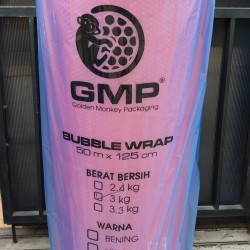 GMP®
Golden Monkey Packaging
BUBBLE WRAP
50 m x 125 cm
BERAT BERSIH
2.4 kg
3 kg
3.3 kg
WARNA
BENING